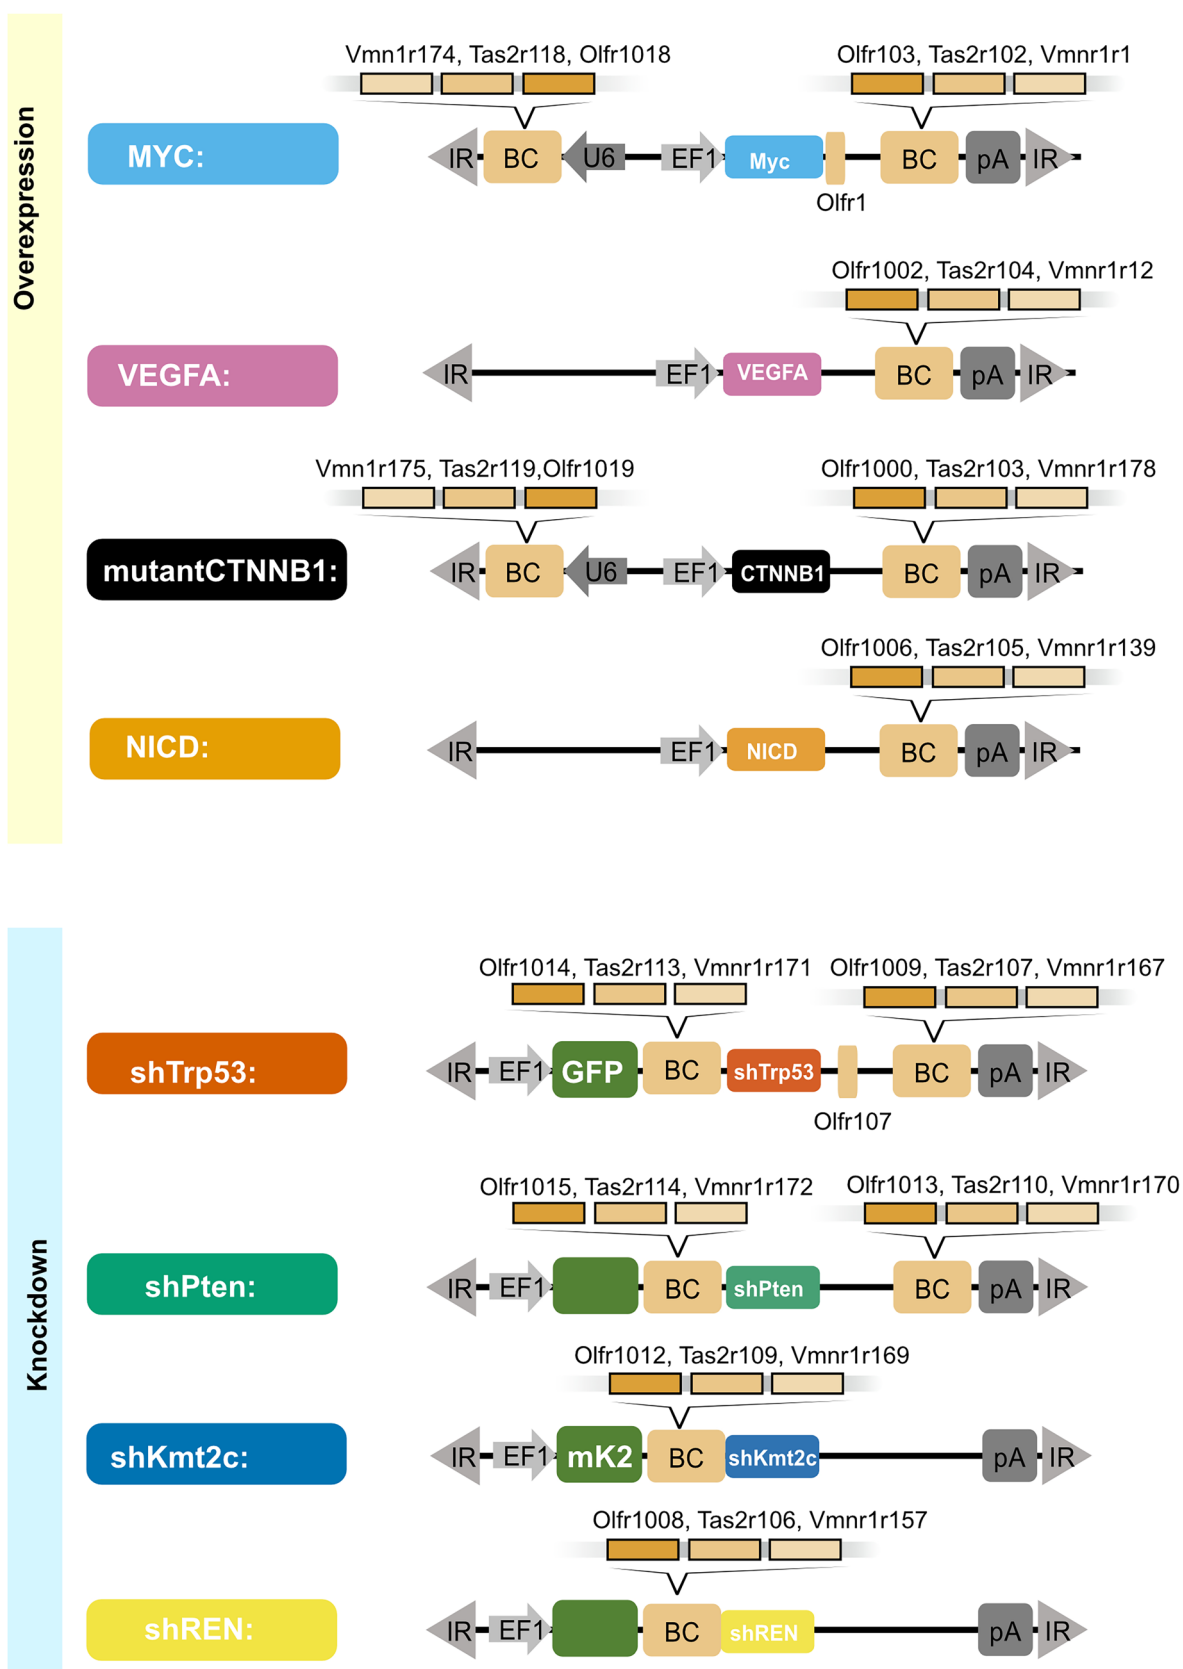 Overexpression
Vmn1r174, Tas2r118, Olfr1018
Olfr103, Tas2r102, Vmnr1r1
MYC:
IR BC U6 EF1 Myc BC pA IR
Olfr1
Olfr1002, Tas2r104, Vmnr1r12
VEGFA:
IR EF1 VEGFA BC pA IR
Vmn1r175, Tas2r119,Olfr1019
Olfr1000, Tas2r103, Vmnr1r178
mutantCTNNB1:
IR BC U6 EF1 CTNNB1 BC pA IR
Olfr1006, Tas2r105, Vmnr1r139
NICD:
IR EF1 NICD BC pA IR
Knockdown
Olfr1014, Tas2r113, Vmnr1r171
Olfr1009, Tas2r107, Vmnr1r167
shTrp53:
IR EF1 GFP BC shTrp53 BC pA IR
Olfr107
Olfr1015, Tas2r114, Vmnr1r172
Olfr1013, Tas2r110, Vmnr1r170
shPten:
IR EF1 BC shPten BC pA IR
Olfr1012, Tas2r109, Vmnr1r169
shKmt2c:
IR EF1 mK2 BC shKmt2c pA IR
Olfr1008, Tas2r106, Vmnr1r157
shREN:
IR EF1 BC shREN pA IR